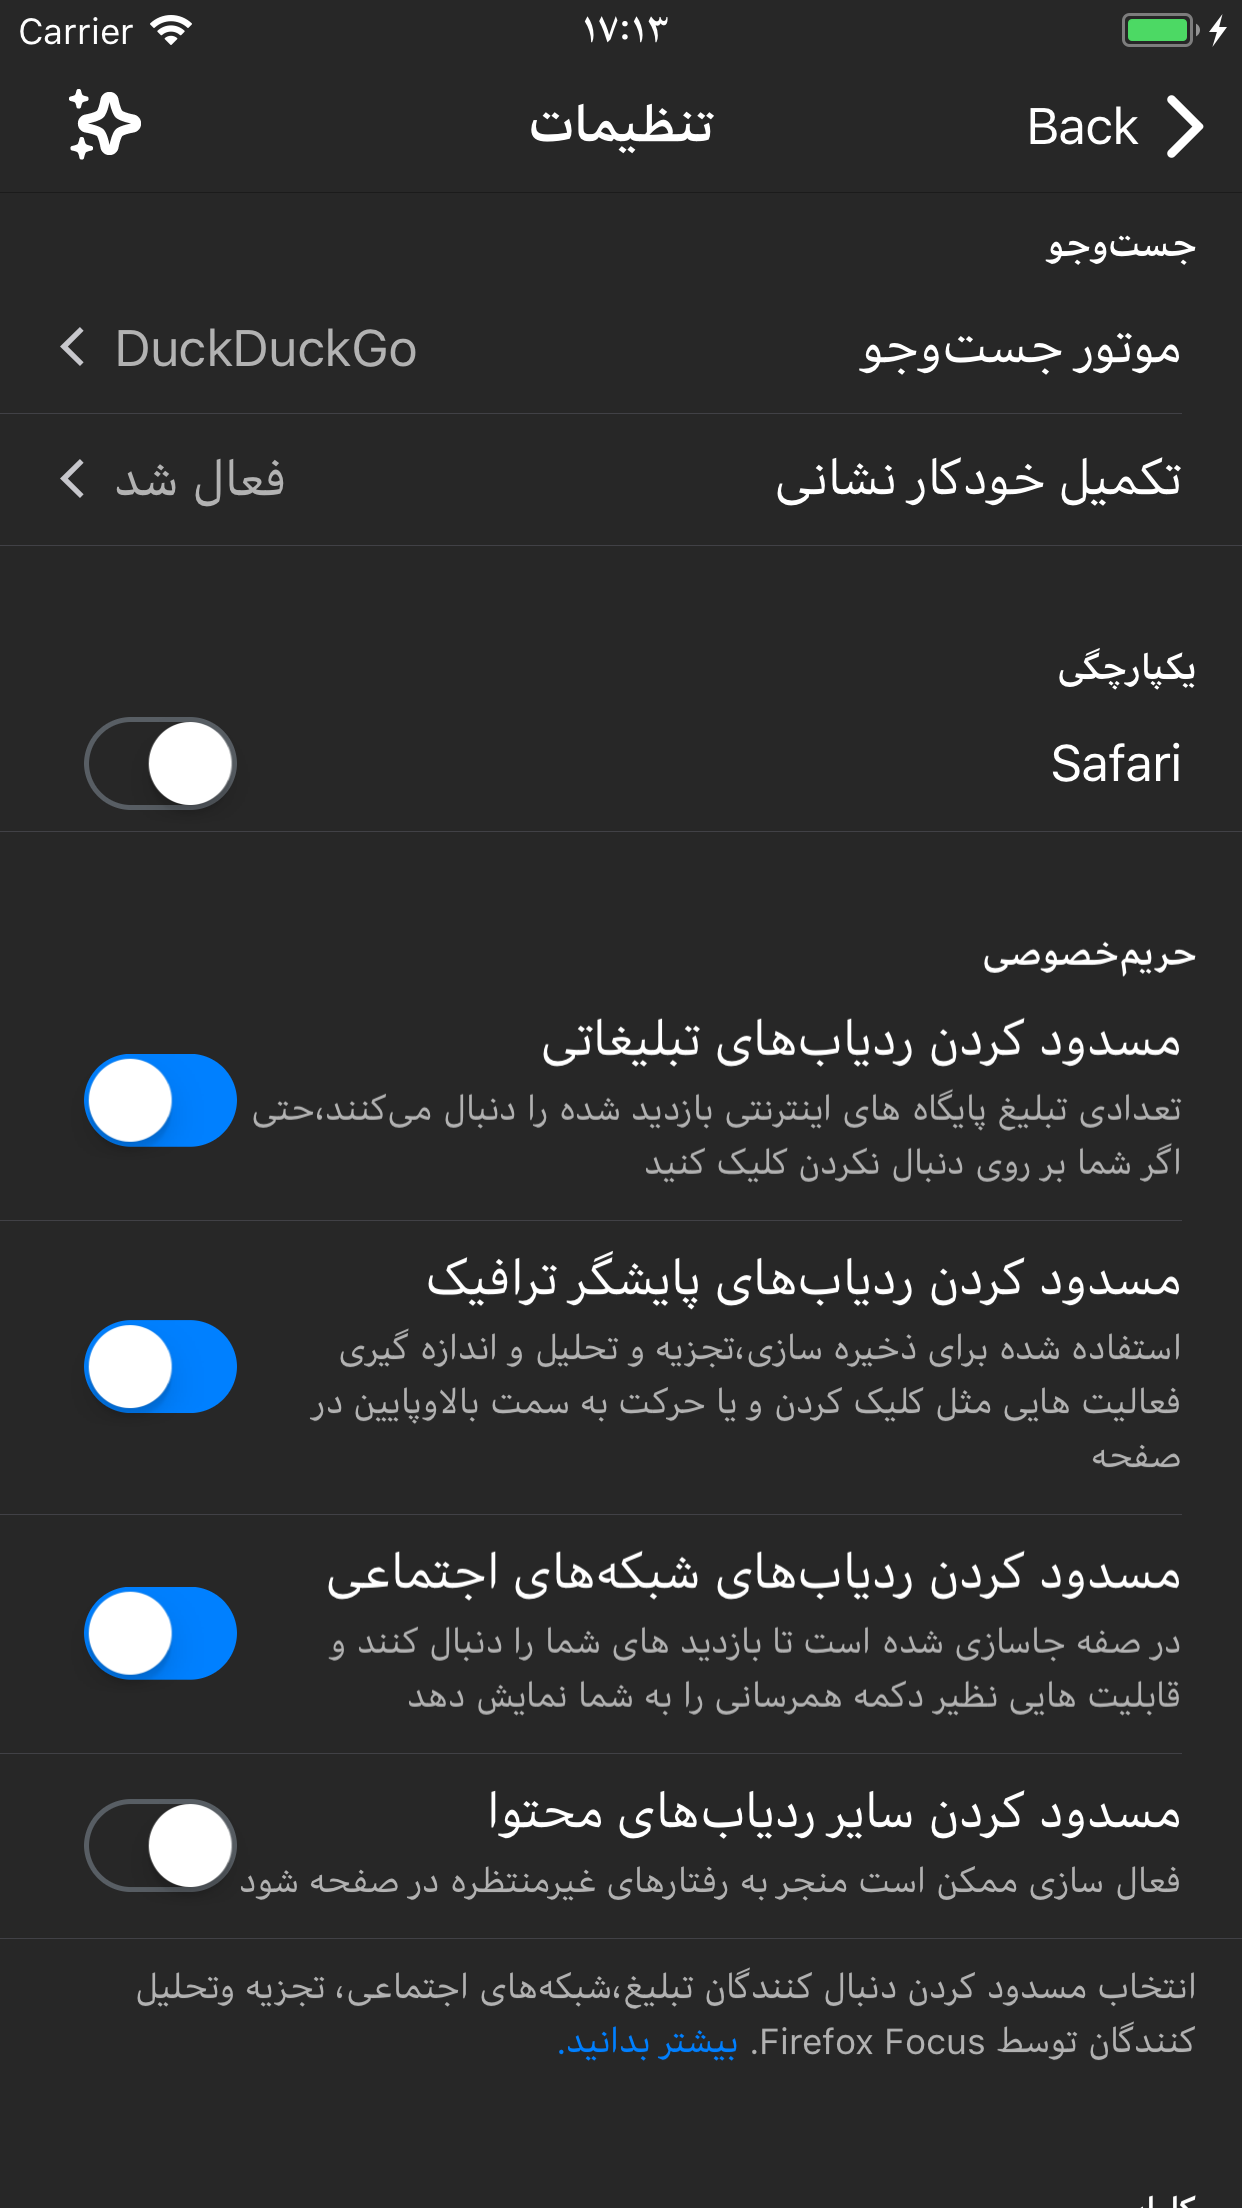 Carrier
۱۷:۱۳
Back
تنظیمات
جست‌وجو
موتور جست‌وجو
DuckDuckGo
تکمیل خودکار نشانی
فعال شد
یکپارچگی
Safari
حریم‌خصوصی
مسدود کردن ردیاب‌های تبلیغاتی
تعدادی تبلیغ پایگاه های اینترنتی بازدید شده را دنبال می‌کنند،حتی
اگر شما بر روی دنبال نکردن کلیک کنید
مسدود کردن ردیاب‌های پایشگر ترافیک
استفاده شده برای ذخیره سازی،تجزیه و تحلیل و اندازه گیری
فعالیت هایی مثل کلیک کردن و یا حرکت به سمت بالاوپایین در
صفحه
مسدود کردن ردیاب‌های شبکه‌های اجتماعی
در صفه جاسازی شده است تا بازدید های شما را دنبال کنند و
قابلیت هایی نظیر دکمه همرسانی را به شما نمایش دهد
مسدود کردن سایر ردیاب‌های محتوا
فعال سازی ممکن است منجر به رفتارهای غیرمنتظره در صفحه شود
انتخاب مسدود کردن دنبال کنندگان تبلیغ،شبکه‌های اجتماعی، تجزیه وتحلیل
کنندگان توسط Firefox Focus. بیشتر بدانید.